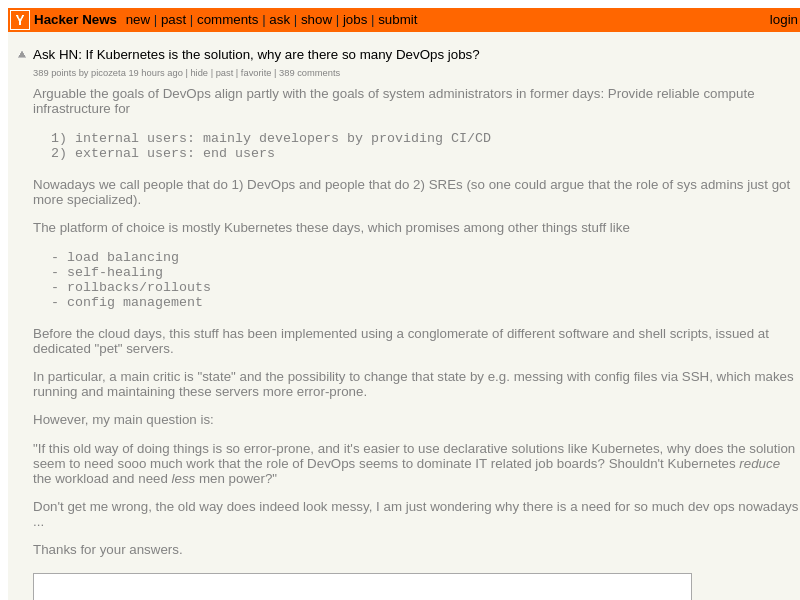 Y Hacker News new | past | comments | ask | show | jobs | submit login
Ask HN: If Kubernetes is the solution, why are there so many DevOps jobs?
389 points by picozeta 19 hours ago | hide | past | favorite | 389 comments
Arguable the goals of DevOps align partly with the goals of system administrators in former days: Provide reliable compute
infrastructure for
1) internal users: mainly developers by providing CI/CD
2) external users: end users
Nowadays we call people that do 1) DevOps and people that do 2) SREs (so one could argue that the role of sys admins just got
more specialized).
The platform of choice is mostly Kubernetes these days, which promises among other things stuff like
- load balancing
- self-healing
- rollbacks/rollouts
- config management
Before the cloud days, this stuff has been implemented using a conglomerate of different software and shell scripts, issued at
dedicated "pet" servers.
In particular, a main critic is "state" and the possibility to change that state by e.g. messing with config files via SSH, which makes
running and maintaining these servers more error-prone.
However, my main question is:
"If this old way of doing things is so error-prone, and it's easier to use declarative solutions like Kubernetes, why does the solution
seem to need sooo much work that the role of DevOps seems to dominate IT related job boards? Shouldn't Kubernetes reduce
the workload and need less men power?"
Don't get me wrong, the old way does indeed look messy, I am just wondering why there is a need for so much dev ops nowadays
...
Thanks for your answers.